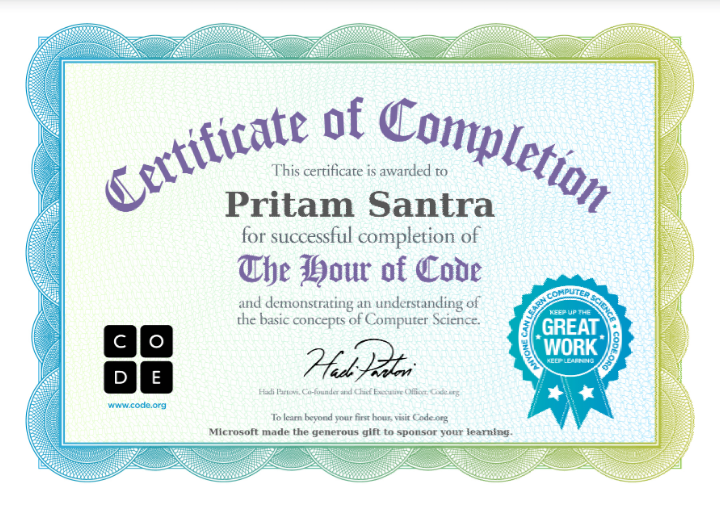 Certificate of Completion
This certificate is awarded to
Pritam Santra
for successful completion of
The Hour of Code
and demonstrating an understanding of
the basic concepts of Computer Science.
C O
D E
www.code.org
Hadi Partovi
Hadi Partovi, Co-founder and Chief Executive Officer, Code.org
To learn beyond your first hour, visit Code.org
Microsoft made the generous gift to sponsor your learning.
ANYONE CAN LEARN COMPUTER SCIENCE • CODE.ORG
KEEP UP THE
GREAT
WORK
KEEP LEARNING